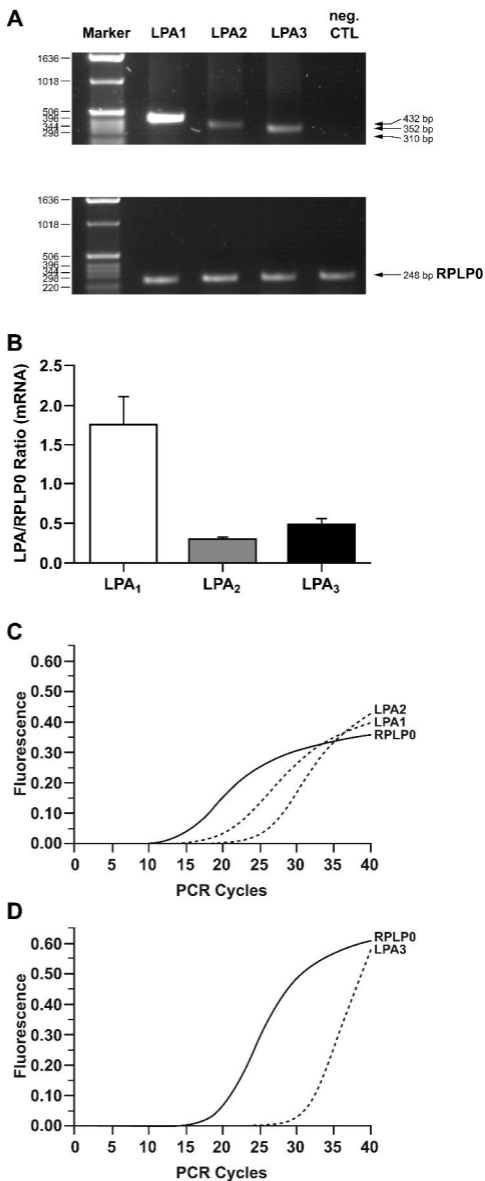 A
Marker LPA1 LPA2 LPA3 neg. CTL
1636
1018
506
396
344
298
432 bp
352 bp
310 bp
1636
1018
506
396
344
298
220
248 bp RPLP0
B
LPA/RPLP0 Ratio (mRNA)
2.5
2.0
1.5
1.0
0.5
0.0
LPA₁ LPA₂ LPA₃
C
Fluorescence
0.60
0.50
0.40
0.30
0.20
0.10
0.00
LPA2
LPA1
RPLP0
0 5 10 15 20 25 30 35 40
PCR Cycles
D
Fluorescence
0.60
0.50
0.40
0.30
0.20
0.10
0.00
RPLP0
LPA3
0 5 10 15 20 25 30 35 40
PCR Cycles